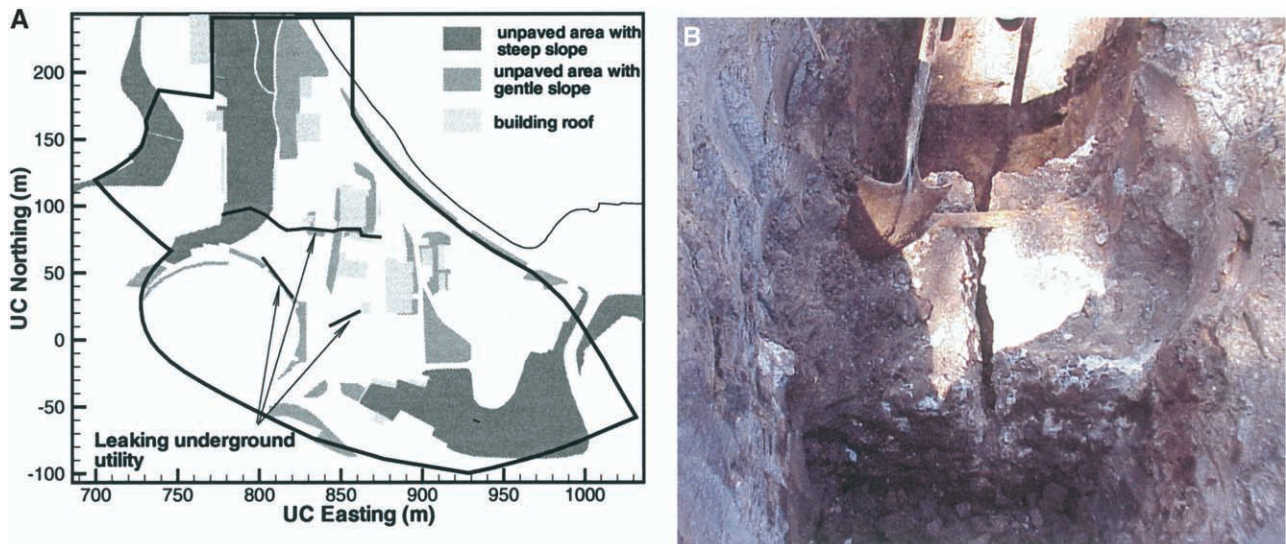 A
UC Northing (m)
200
150
100
50
0
-50
-100
unpaved area with
steep slope
unpaved area with
gentle slope
building roof
Leaking underground
utility
700 750 800 850 900 950 1000
UC Easting (m)
B